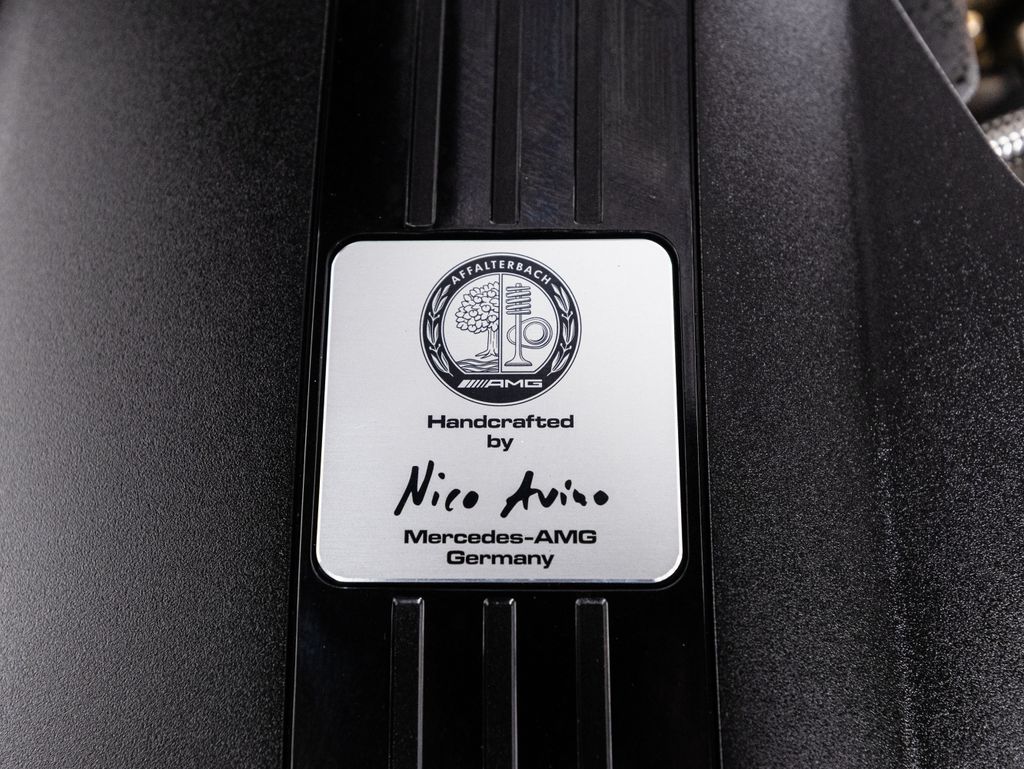 AFFALTERBACH
AMG
Handcrafted
by
Nico Avino
Mercedes-AMG
Germany